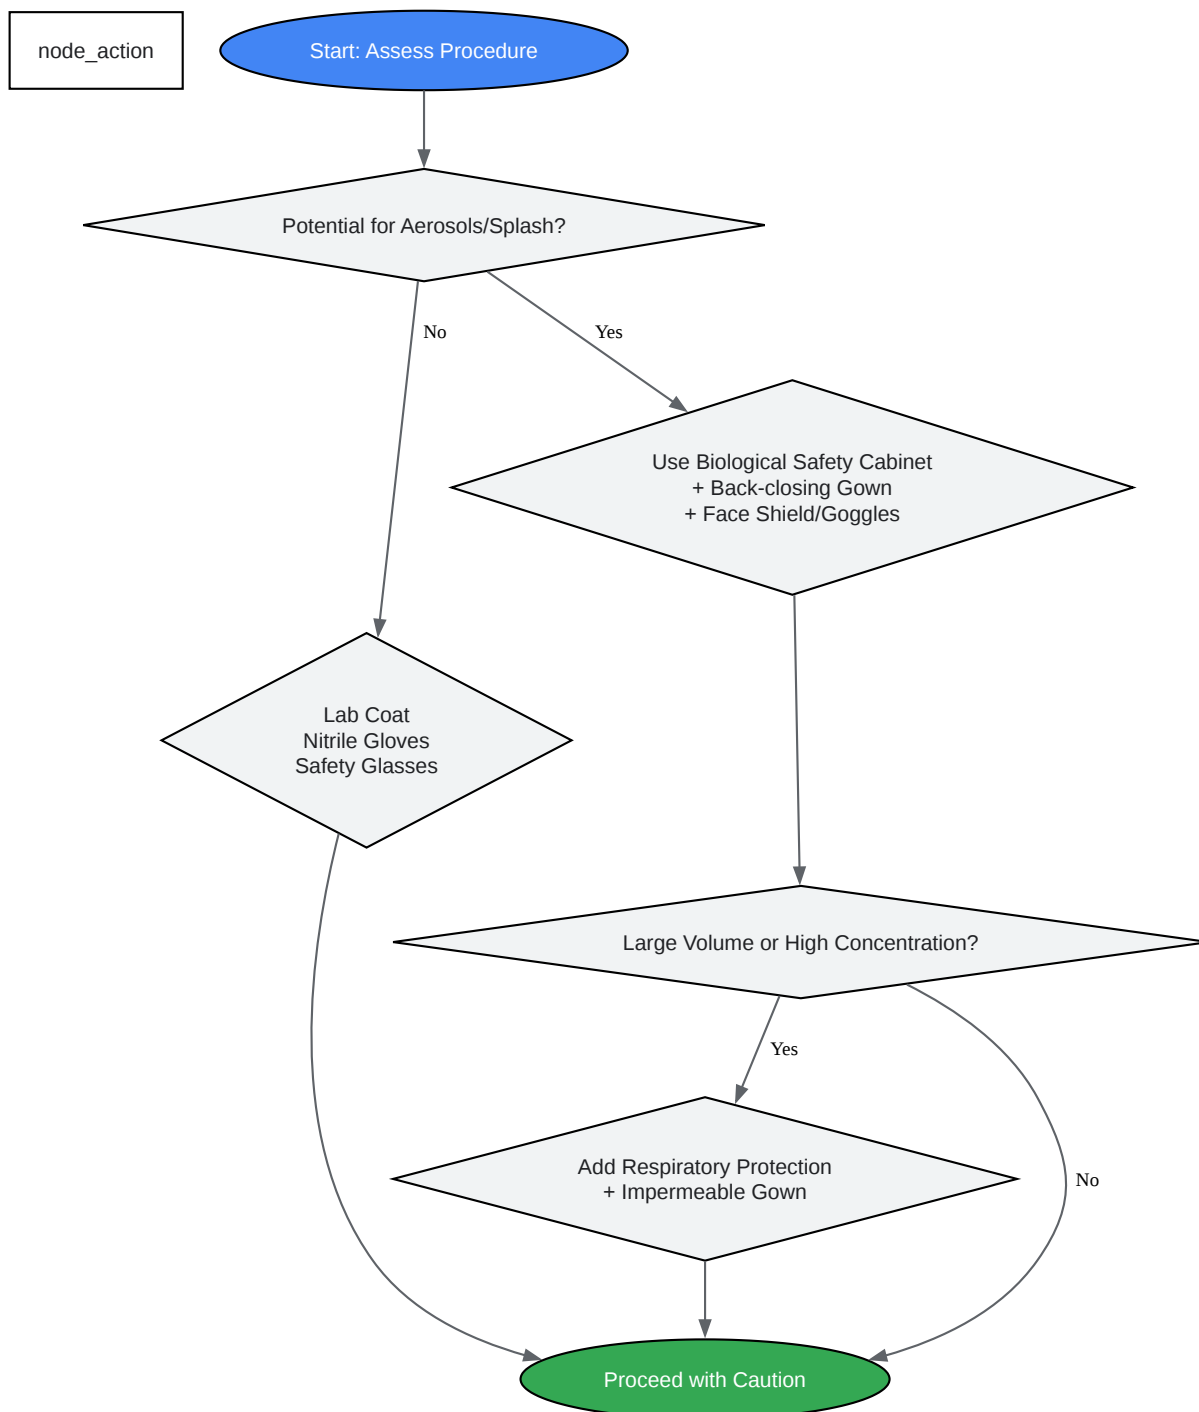 node_action
Start: Assess Procedure
Potential for Aerosols/Splash?
No
Yes
Use Biological Safety Cabinet
+ Back-closing Gown
+ Face Shield/Goggles
Lab Coat
Nitrile Gloves
Safety Glasses
Large Volume or High Concentration?
Yes
Add Respiratory Protection
+ Impermeable Gown
No
Proceed with Caution